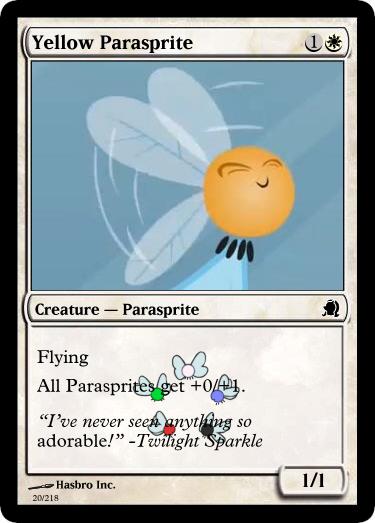 Yellow Parasprite 1
Creature — Parasprite
Flying
All Parasprites get +0/+1.
“I've never seen anything so
adorable!” -Twilight Sparkle
1/1
Hasbro Inc.
20/218